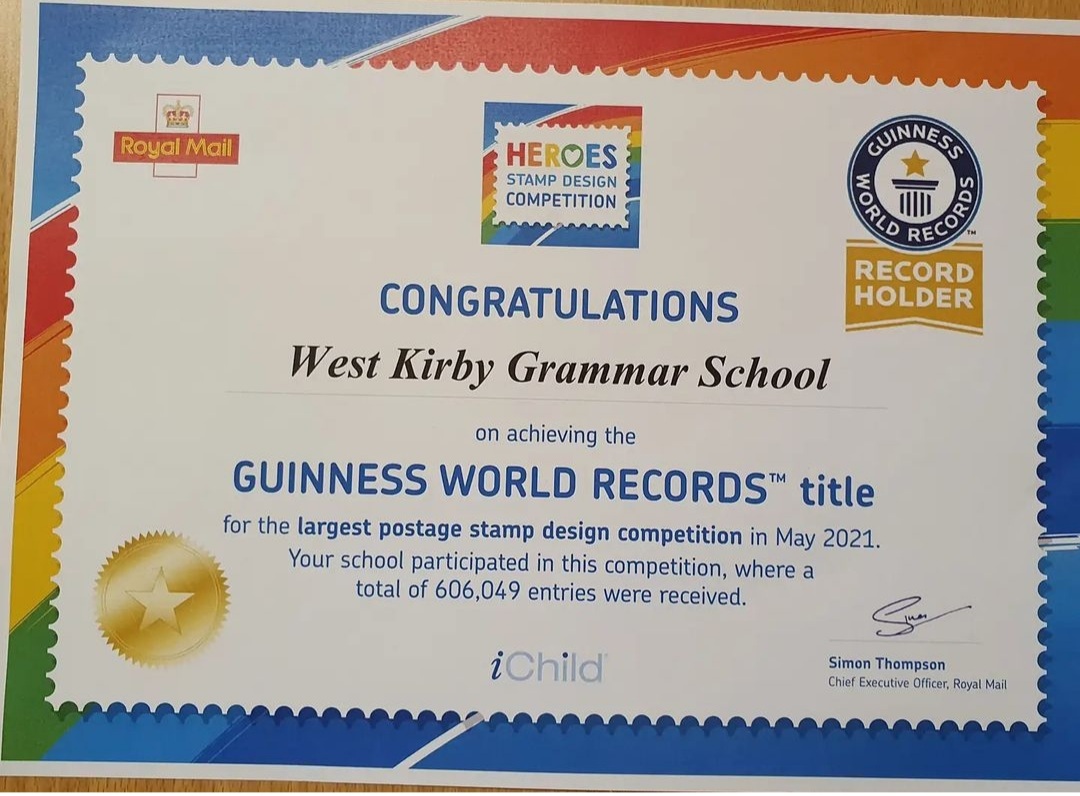 Royal Mail
HEROES
STAMP DESIGN
COMPETITION
GUINNESS
WORLD RECORDS™
RECORD
HOLDER
CONGRATULATIONS
West Kirby Grammar School
on achieving the
GUINNESS WORLD RECORDS™ title
for the largest postage stamp design competition in May 2021.
Your school participated in this competition, where a
total of 606,049 entries were received.
iChild
Simon Thompson
Chief Executive Officer, Royal Mail